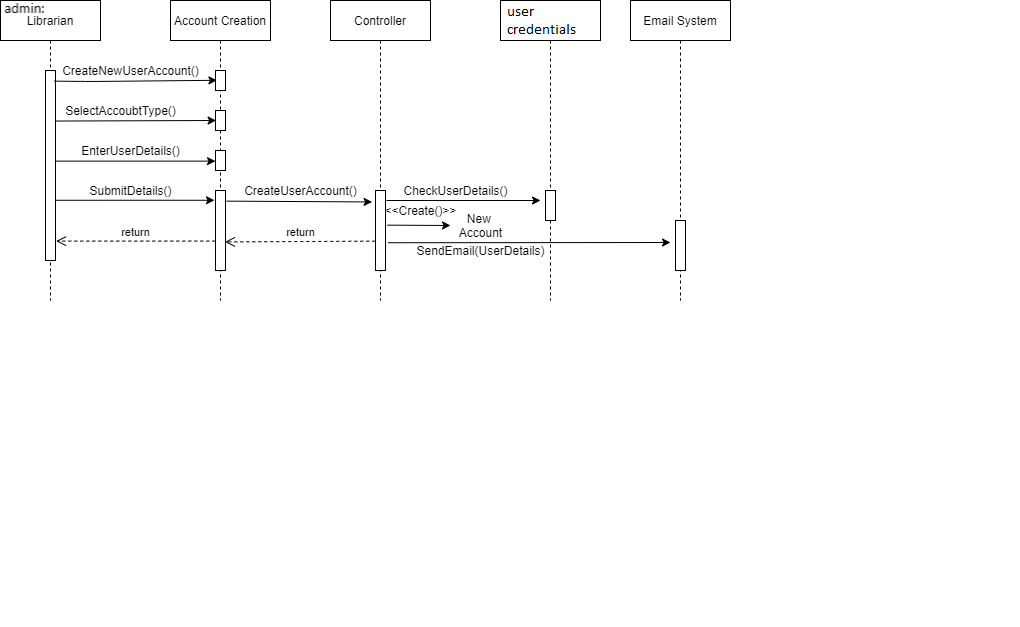 admin:
Librarian
Account Creation
Controller
user
credentials
Email System
CreateNewUserAccount()
SelectAccoubtType()
EnterUserDetails()
SubmitDetails()
CreateUserAccount()
CheckUserDetails()
<<Create()>>
New
Account
return
return
SendEmail(UserDetails)